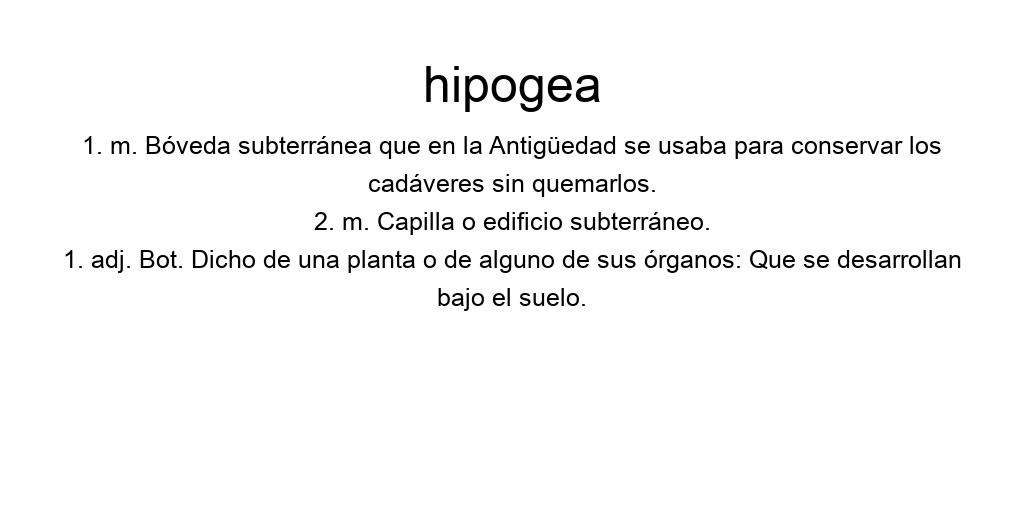 hipogea
1. m. Bóveda subterránea que en la Antigüedad se usaba para conservar los
cadáveres sin quemarlos.
2. m. Capilla o edificio subterráneo.
1. adj. Bot. Dicho de una planta o de alguno de sus órganos: Que se desarrollan
bajo el suelo.